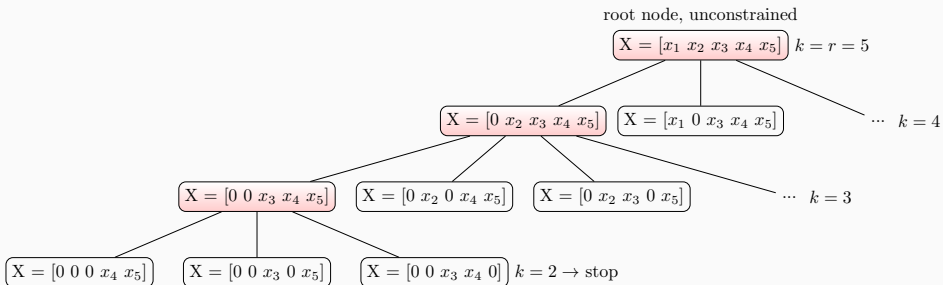 root node, unconstrained
X = [x₁ x₂ x₃ x₄ x₅] k = r = 5
X = [0 x₂ x₃ x₄ x₅] X = [x₁ 0 x₃ x₄ x₅] ... k = 4
X = [0 0 x₃ x₄ x₅] X = [0 x₂ 0 x₄ x₅] X = [0 x₂ x₃ 0 x₅] ... k = 3
X = [0 0 0 x₄ x₅] X = [0 0 x₃ 0 x₅] X = [0 0 x₃ x₄ 0] k = 2 → stop